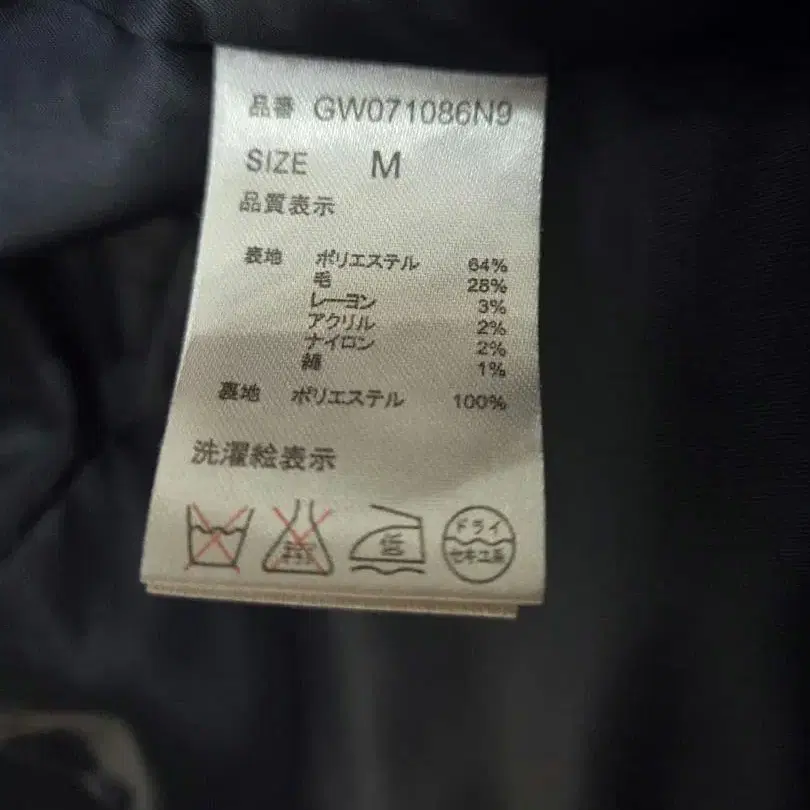 品番 GW071086N9
SIZE M
品質表示
表地 ポリエステル 64%
毛 28%
レーヨン 3%
アクリル 2%
ナイロン 2%
綿 1%
裏地 ポリエステル 100%
洗濯絵表示
低
ドライ
セキユ系